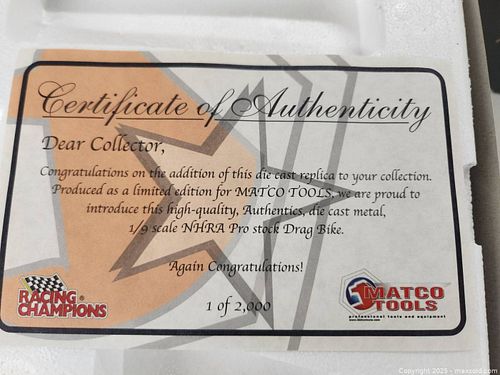 Certificate of Authenticity
Dear Collector,
Congratulations on the addition of this die cast replica to your collection.
Produced as a limited edition for MATCO TOOLS, we are proud to
introduce this high-quality, Authentics, die cast metal,
1/9 scale NHRA Pro stock Drag Bike.
Again Congratulations!
1 of 2,000
RACING
CHAMPIONS
MATCO
TOOLS
professional tools and equipment
Copyright 2025 - maxsold.com